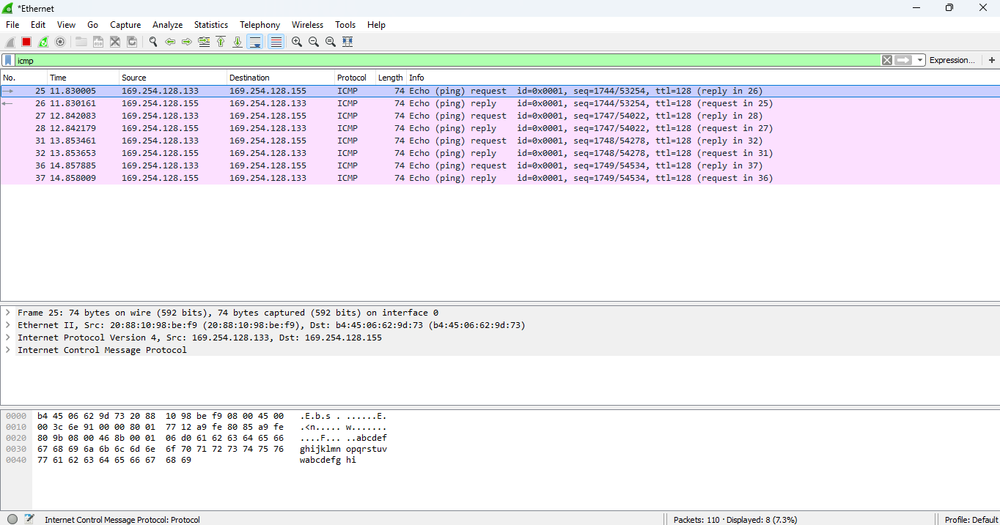 *Ethernet
File Edit View Go Capture Analyze Statistics Telephony Wireless Tools Help
icmp Expression... +
No. Time Source Destination Protocol Length Info
25 11.830005 169.254.128.133 169.254.128.155 ICMP 74 Echo (ping) request id=0x0001, seq=1744/53254, ttl=128 (reply in 26)
26 11.830161 169.254.128.155 169.254.128.133 ICMP 74 Echo (ping) reply id=0x0001, seq=1744/53254, ttl=128 (request in 25)
27 12.842083 169.254.128.133 169.254.128.155 ICMP 74 Echo (ping) request id=0x0001, seq=1747/54022, ttl=128 (reply in 28)
28 12.842179 169.254.128.155 169.254.128.133 ICMP 74 Echo (ping) reply id=0x0001, seq=1747/54022, ttl=128 (request in 27)
31 13.853461 169.254.128.133 169.254.128.155 ICMP 74 Echo (ping) request id=0x0001, seq=1748/54278, ttl=128 (reply in 32)
32 13.853653 169.254.128.155 169.254.128.133 ICMP 74 Echo (ping) reply id=0x0001, seq=1748/54278, ttl=128 (request in 31)
36 14.857885 169.254.128.133 169.254.128.155 ICMP 74 Echo (ping) request id=0x0001, seq=1749/54534, ttl=128 (reply in 37)
37 14.858009 169.254.128.155 169.254.128.133 ICMP 74 Echo (ping) reply id=0x0001, seq=1749/54534, ttl=128 (request in 36)
Frame 25: 74 bytes on wire (592 bits), 74 bytes captured (592 bits) on interface 0
Ethernet II, Src: 20:88:10:98:be:f9 (20:88:10:98:be:f9), Dst: b4:45:06:62:9d:73 (b4:45:06:62:9d:73)
Internet Protocol Version 4, Src: 169.254.128.133, Dst: 169.254.128.155
Internet Control Message Protocol
0000 b4 45 06 62 9d 73 20 88 10 98 be f9 08 00 45 00 .E.b.s . ......E.
0010 00 3c 6e 91 00 00 80 01 77 12 a9 fe 80 85 a9 fe .<n..... w.......
0020 80 9b 08 00 46 8b 00 01 06 d0 61 62 63 64 65 66 ....F... ..abcdef
0030 67 68 69 6a 6b 6c 6d 6e 6f 70 71 72 73 74 75 76 ghijklmn opqrstuv
0040 77 61 62 63 64 65 66 67 68 69 wabcdefg hi
Internet Control Message Protocol: Protocol Packets: 110 · Displayed: 8 (7.3%) Profile: Default